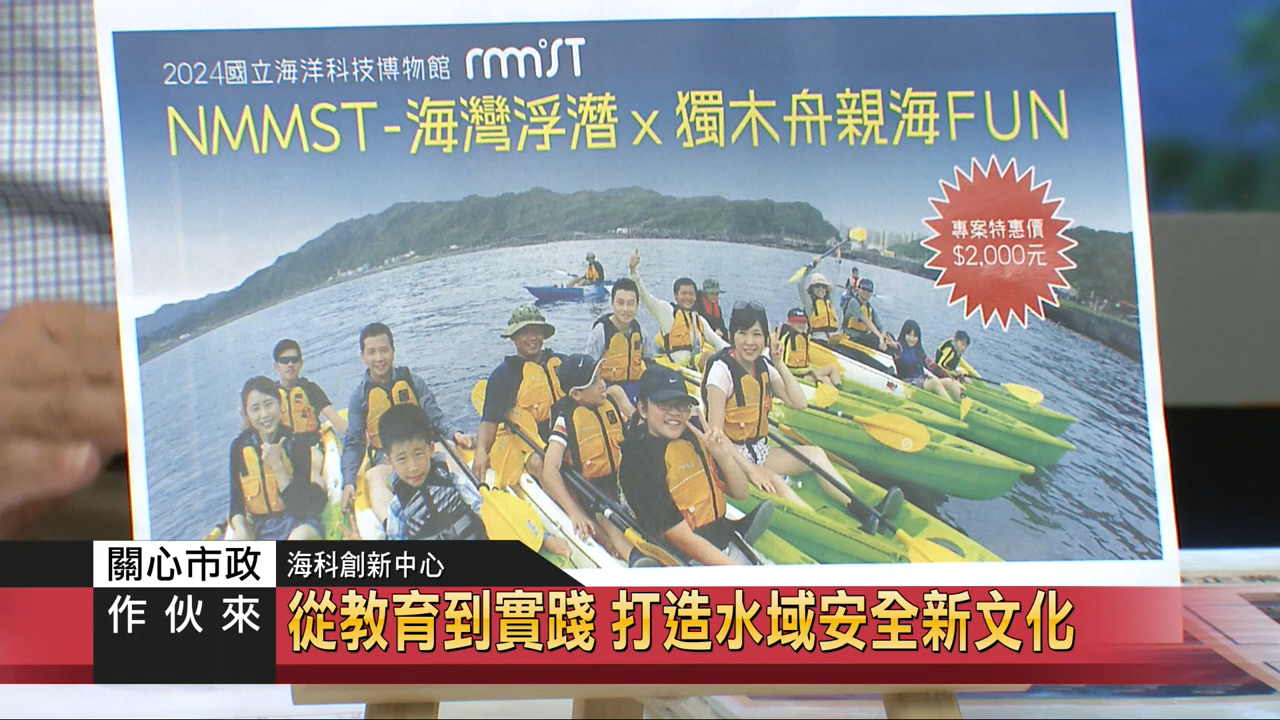 2024國立海洋科技博物館 nmmST
NMMST-海灣浮潛 x 獨木舟親海FUN
專案特惠價
$2,000元
關心市政
作伙來
海科創新中心
從教育到實踐 打造水域安全新文化